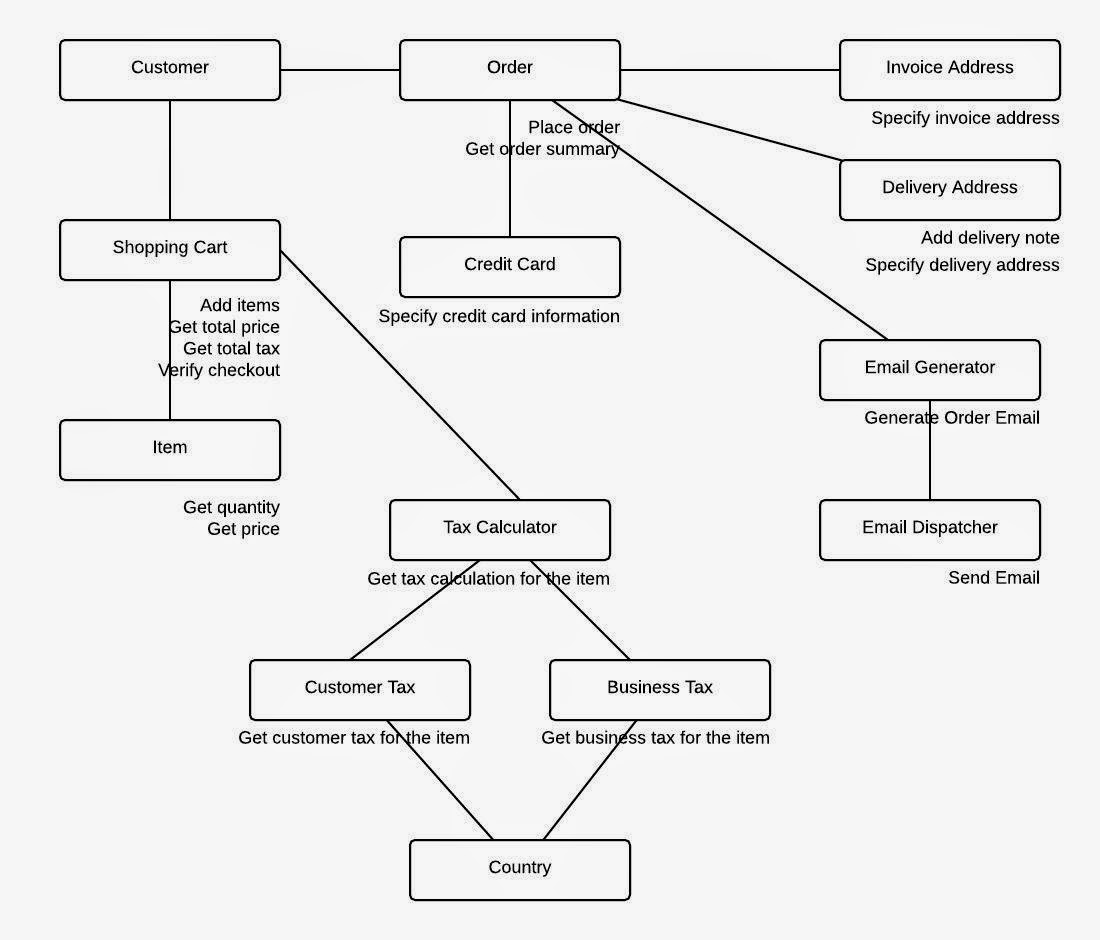 Customer
Order
Invoice Address
Specify invoice address
Place order
Get order summary
Delivery Address
Add delivery note
Specify delivery address
Shopping Cart
Add items
Get total price
Get total tax
Verify checkout
Credit Card
Specify credit card information
Email Generator
Generate Order Email
Item
Get quantity
Get price
Tax Calculator
Get tax calculation for the item
Email Dispatcher
Send Email
Customer Tax
Get customer tax for the item
Business Tax
Get business tax for the item
Country